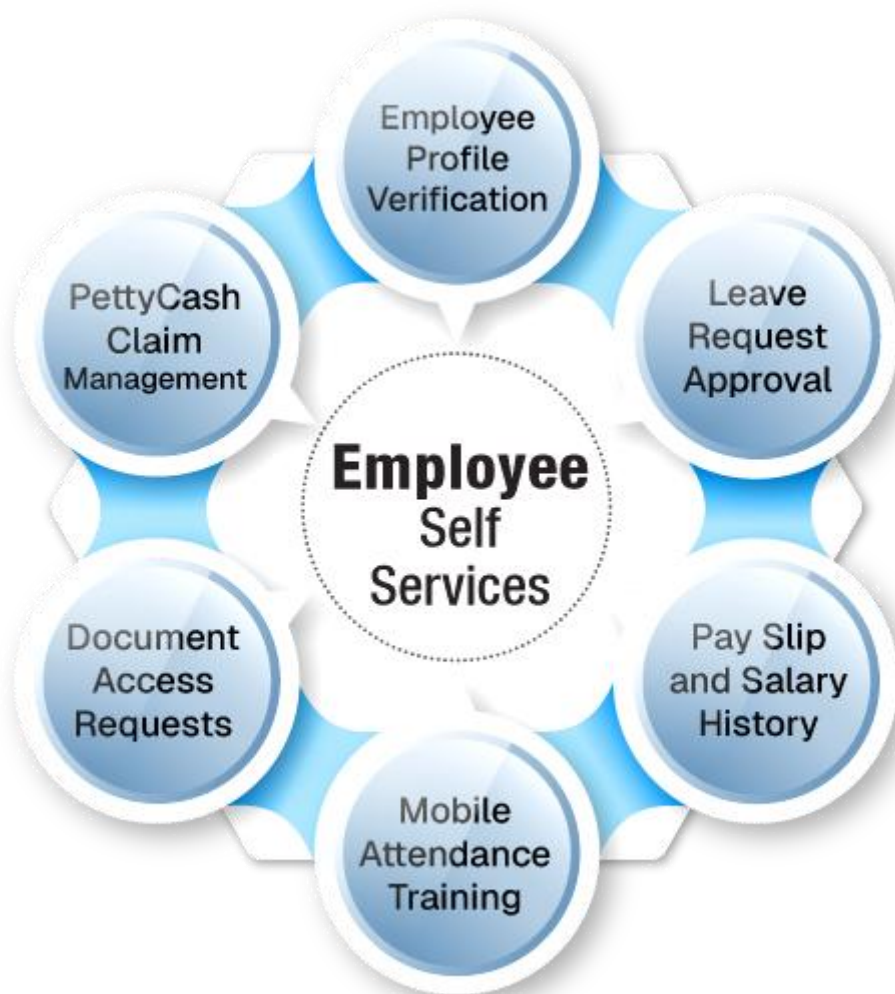 Employee
Profile
Verification
Leave
Request
Approval
Pay Slip
and Salary
History
Mobile
Attendance
Training
Document
Access
Requests
PettyCash
Claim
Management
Employee
Self
Services